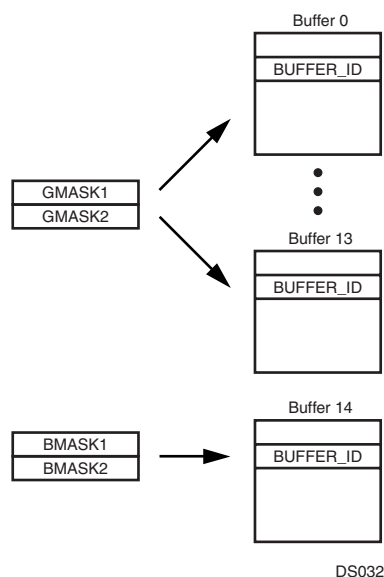 Buffer 0
BUFFER_ID
GMASK1
GMASK2
Buffer 13
BUFFER_ID
Buffer 14
BMASK1
BMASK2
BUFFER_ID
DS032